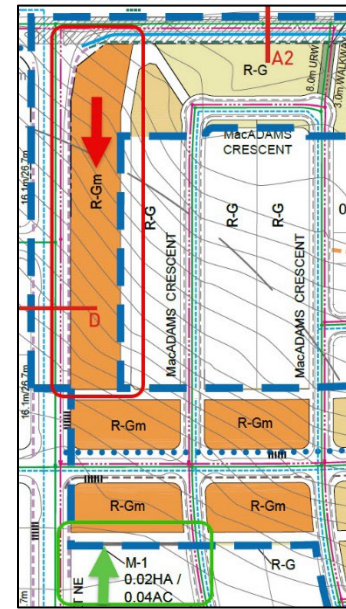 A2
R-G
8.0m URW
3.0m WALKWAY
MacADAMS
CRESCENT
16.1m/26.7m
R-Gm
R-G
R-G
R-G
0
D
MacADAMS CRESCENT
MacADAMS CRESCENT
16.1m/26.7m
R-Gm
R-Gm
R-Gm
R-Gm
7m
T NE
M-1
0.02HA /
0.04AC
R-G